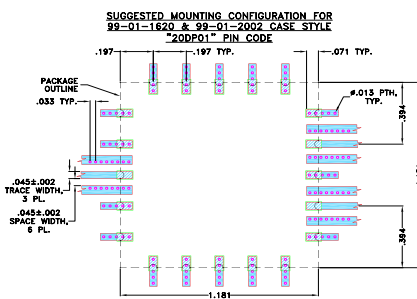 SUGGESTED MOUNTING CONFIGURATION FOR
99-01-1620 & 99-01-2002 CASE STYLE
"20DP01" PIN CODE
.197
.197 TYP.
.071 TYP.
PACKAGE
OUTLINE
.033 TYP.
ø.013 PTH,
TYP.
.394
.045±.002
TRACE WIDTH,
3 PL.
.045±.002
SPACE WIDTH,
6 PL.
.394
1.181